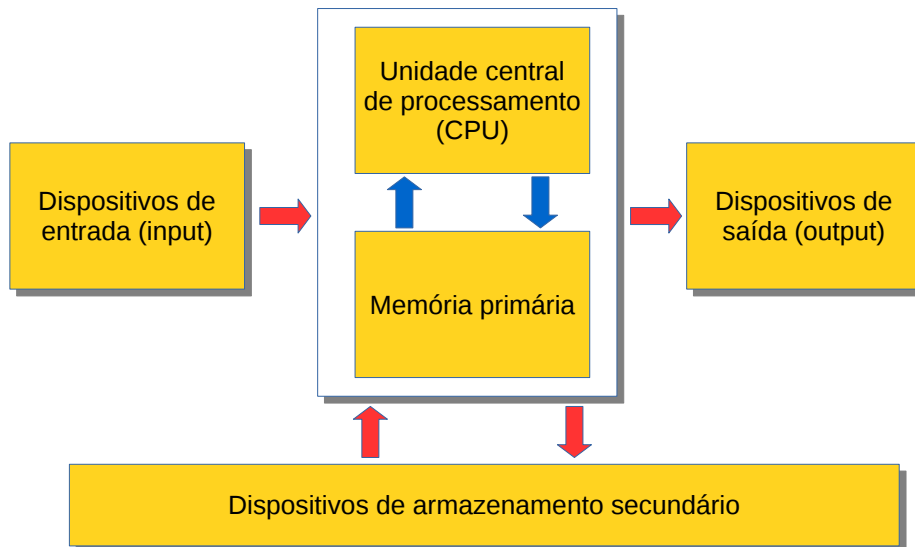 Unidade central
de processamento
(CPU)
Dispositivos de
entrada (input)
Dispositivos de
saída (output)
Memória primária
Dispositivos de armazenamento secundário